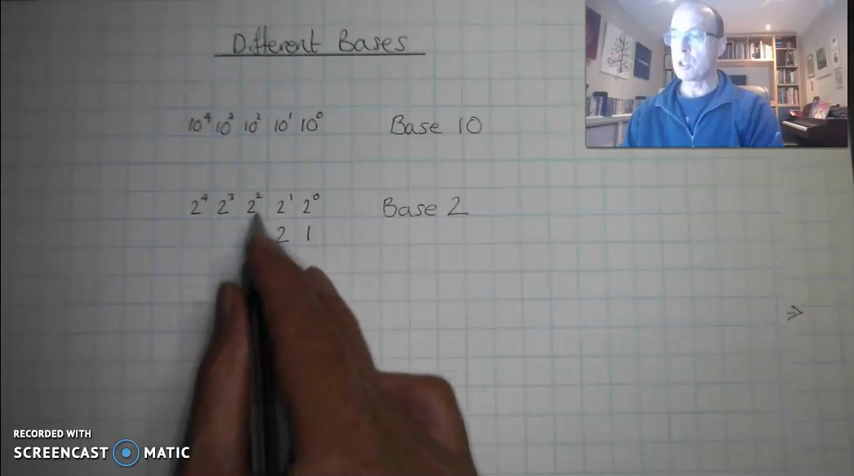 Different Bases
10⁴ 10³ 10² 10¹ 10⁰ Base 10
2⁴ 2³ 2² 2¹ 2⁰ Base 2
2 1
RECORDED WITH
SCREENCAST MATIC